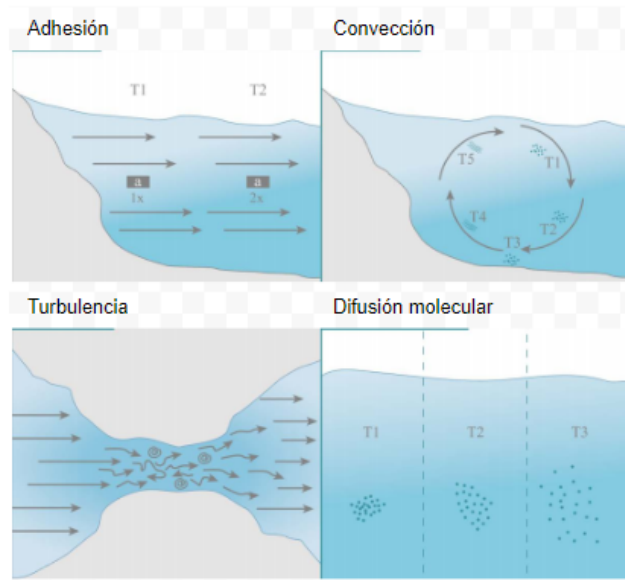 Adhesión
Convección
T1 T2
a a
1x 2x
T5 T1
T4 T2
T3
Turbulencia
Difusión molecular
T1 T2 T3